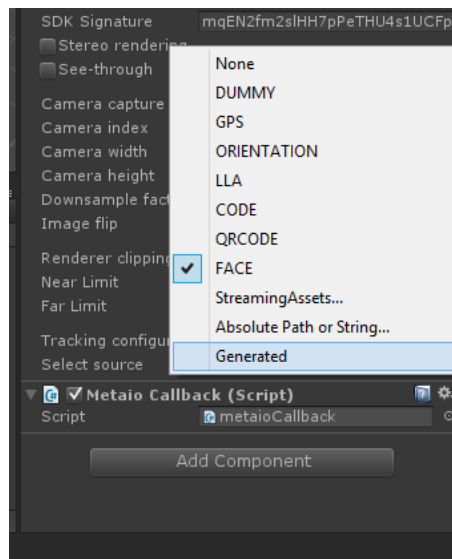 SDK Signature mqEN2fm2slHH7pPeTHU4s1UCFp
Stereo rendering
See-through
None
DUMMY
Camera capture
GPS
Camera index
ORIENTATION
Camera width
LLA
Camera height
CODE
Downsample fact
Image flip
QRCODE
Renderer clipping
FACE
Near Limit
StreamingAssets...
Far Limit
Absolute Path or String...
Tracking configur
Generated
Select source
Metaio Callback (Script)
Script metaioCallback
Add Component